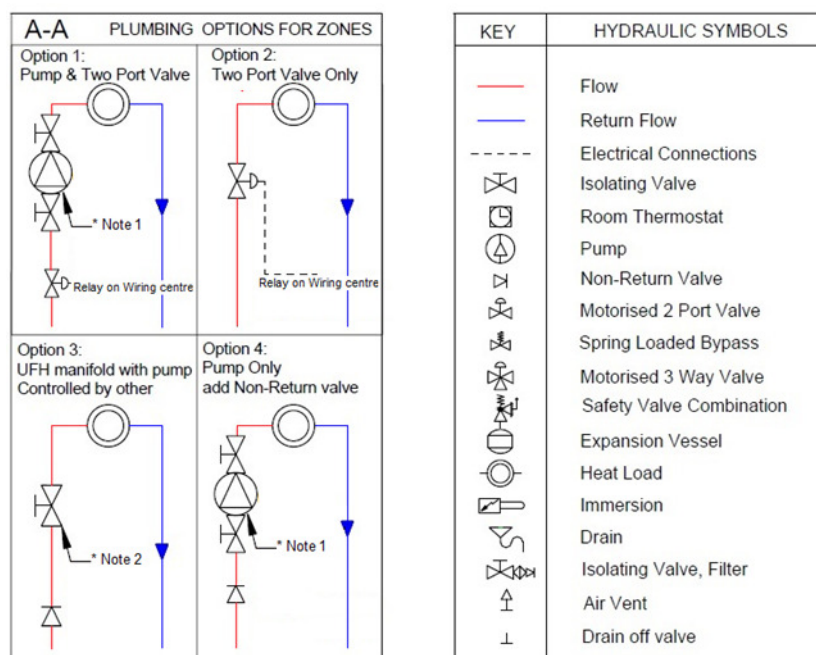 A-A PLUMBING OPTIONS FOR ZONES
Option 1:
Pump & Two Port Valve
* Note 1
Relay on Wiring centre
Option 2:
Two Port Valve Only
Relay on Wiring centre
Option 3:
UFH manifold with pump
Controlled by other
* Note 2
Option 4:
Pump Only
add Non-Return valve
* Note 1
KEY HYDRAULIC SYMBOLS
Flow
Return Flow
Electrical Connections
Isolating Valve
Room Thermostat
Pump
Non-Return Valve
Motorised 2 Port Valve
Spring Loaded Bypass
Motorised 3 Way Valve
Safety Valve Combination
Expansion Vessel
Heat Load
Immersion
Drain
Isolating Valve, Filter
Air Vent
Drain off valve